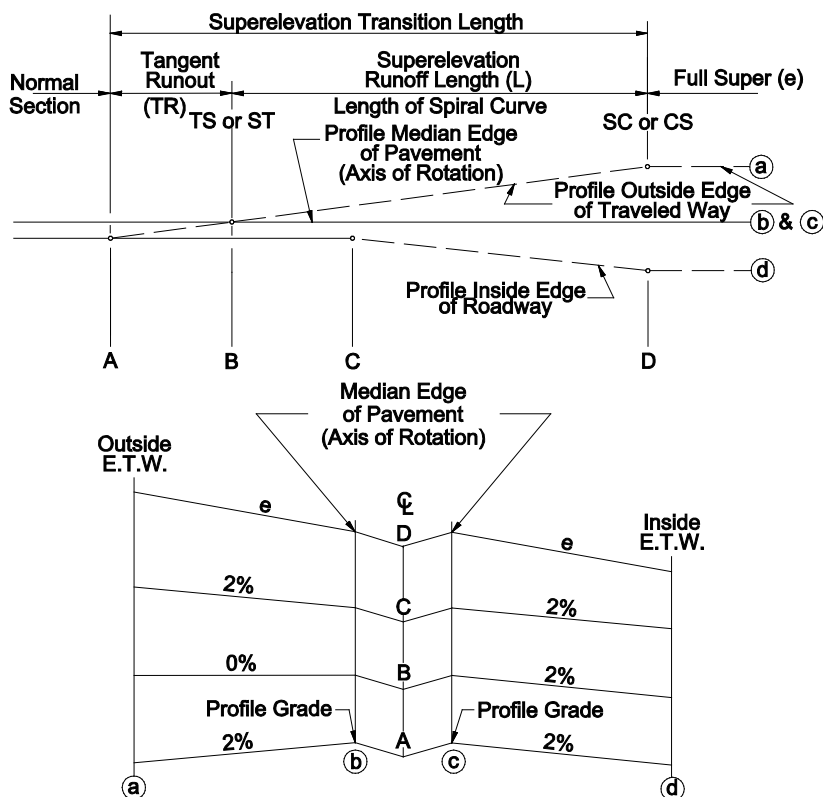 Superelevation Transition Length
Normal
Section
Tangent
Runout
(TR)
Superelevation
Runoff Length (L)
Full Super (e)
Length of Spiral Curve
TS or ST
SC or CS
Profile Median Edge
of Pavement
(Axis of Rotation)
a
Profile Outside Edge
of Traveled Way
b & c
d
Profile Inside Edge
of Roadway
A
B
C
D
Median Edge
of Pavement
(Axis of Rotation)
Outside
E.T.W.
Inside
E.T.W.
℄
e
D
e
2%
C
2%
0%
B
2%
Profile Grade
Profile Grade
2%
A
2%
a
b
c
d